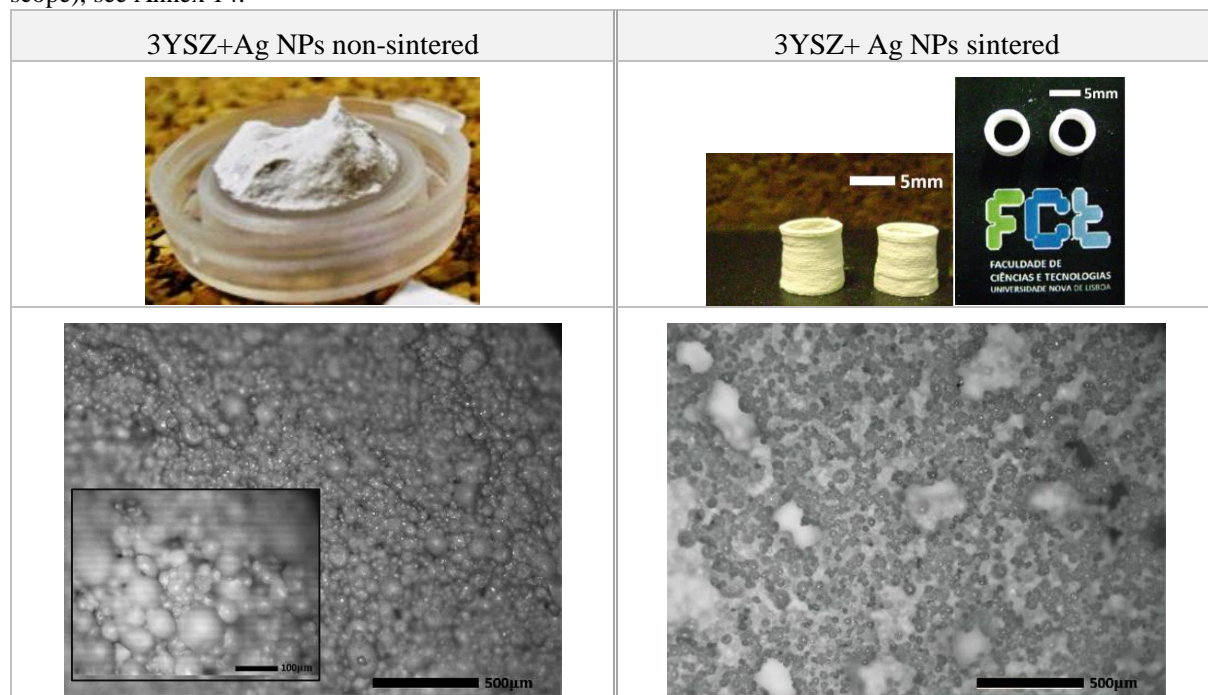 scope), see Annex 14.
3YSZ+Ag NPs non-sintered
3YSZ+ Ag NPs sintered
5mm
5mm
FCt
FACULDADE DE
CIÊNCIAS E TECNOLOGIAS
UNIVERSIDADE NOVA DE LISBOA
100µm
500µm
500µm